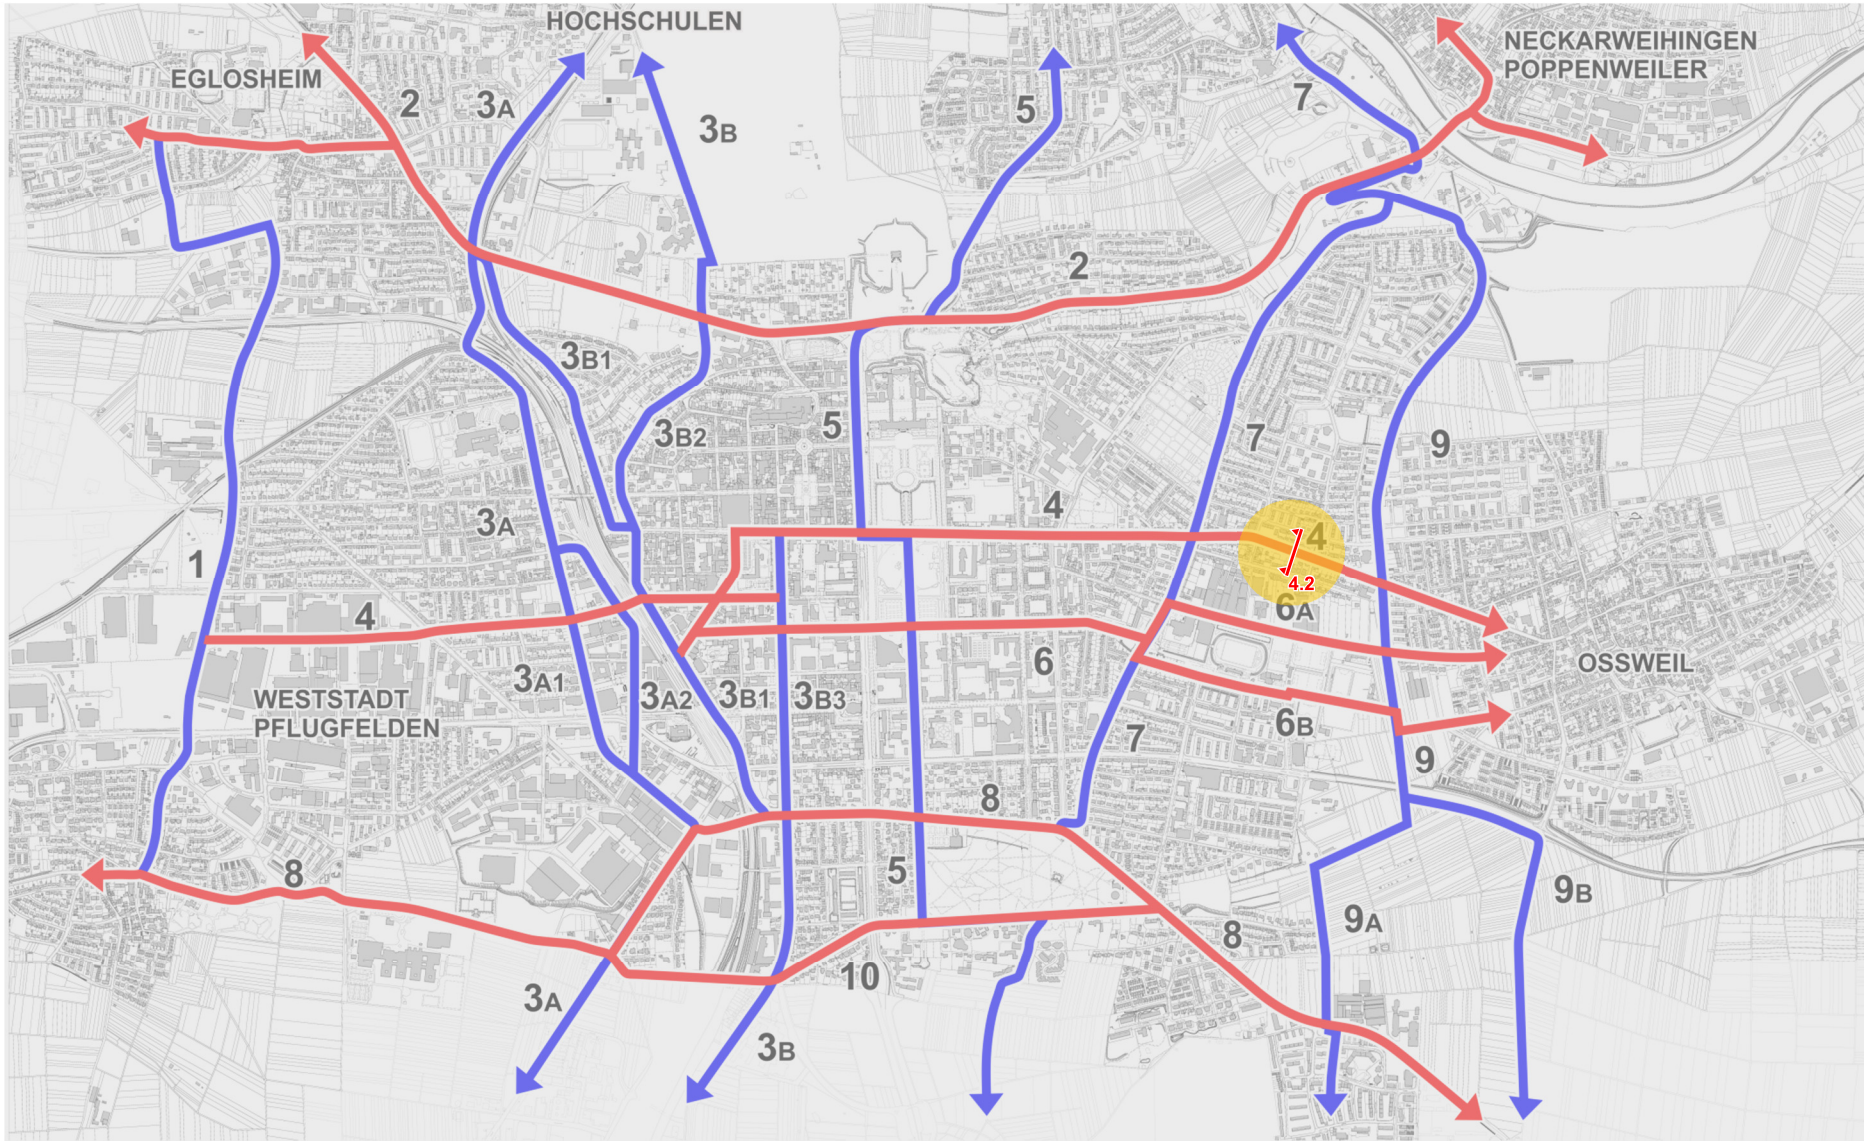 HOCHSCHULEN
NECKARWEIHINGEN
POPPENWEILER
EGLOSHEIM
2
3A
3B
5
7
2
3B1
3B2
5
7
9
4
3A
4
4.2
1
4
6A
6
OSSWEIL
3A1
3A2
3B1
3B3
WESTSTADT
PFLUGFELDEN
6B
7
9
8
8
5
9B
9A
8
10
3A
3B